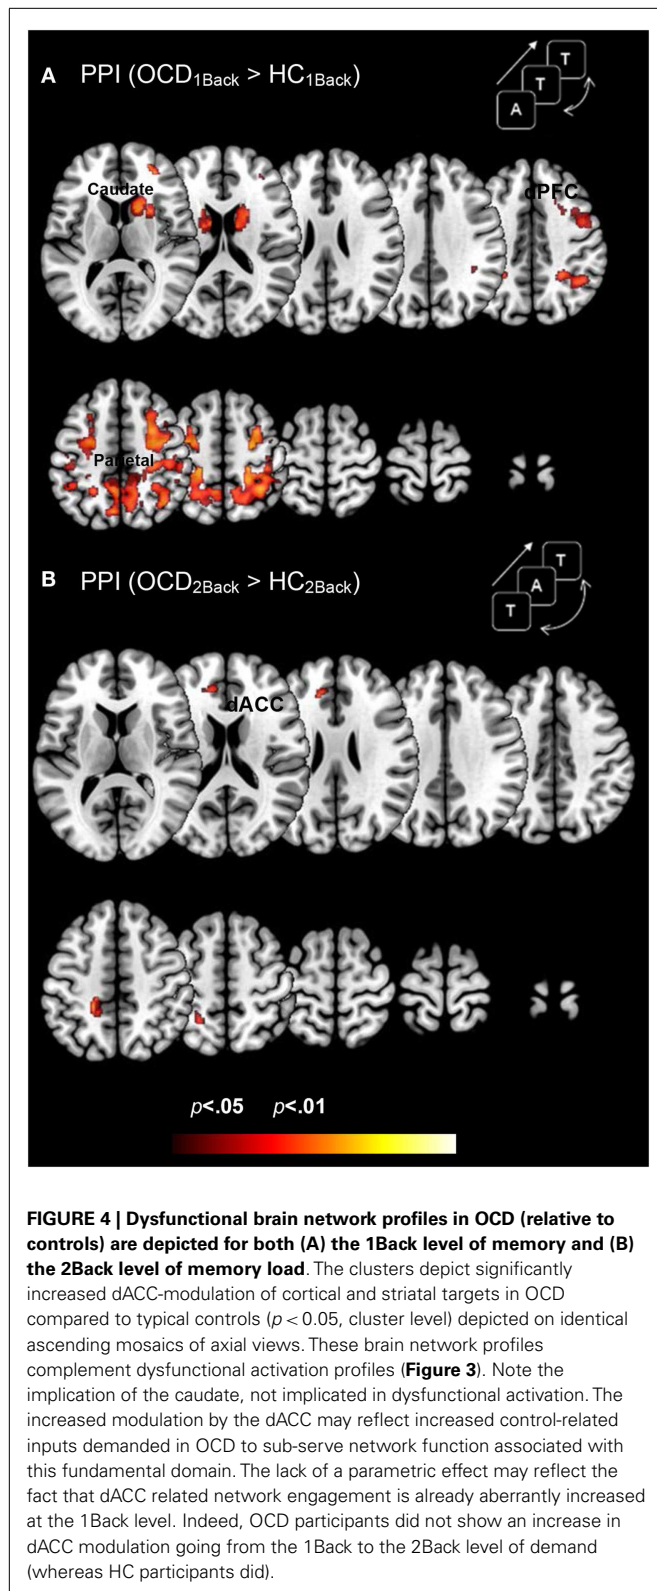 A PPI (OCD1Back > HC1Back)
T
T
A
Caudate
dPFC
Parietal
B PPI (OCD2Back > HC2Back)
T
A
T
dACC
p<.05 p<.01
FIGURE 4 | Dysfunctional brain network profiles in OCD (relative to
controls) are depicted for both (A) the 1Back level of memory and (B)
the 2Back level of memory load. The clusters depict significantly
increased dACC-modulation of cortical and striatal targets in OCD
compared to typical controls (p < 0.05, cluster level) depicted on identical
ascending mosaics of axial views. These brain network profiles
complement dysfunctional activation profiles (Figure 3). Note the
implication of the caudate, not implicated in dysfunctional activation. The
increased modulation by the dACC may reflect increased control-related
inputs demanded in OCD to sub-serve network function associated with
this fundamental domain. The lack of a parametric effect may reflect the
fact that dACC related network engagement is already aberrantly increased
at the 1Back level. Indeed, OCD participants did not show an increase in
dACC modulation going from the 1Back to the 2Back level of demand
(whereas HC participants did).